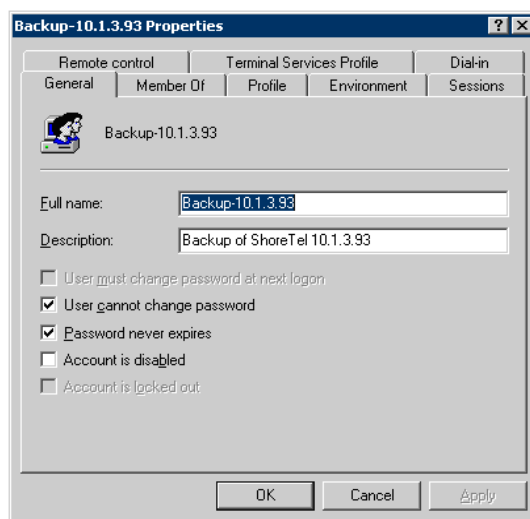 Backup-10.1.3.93 Properties
Remote control Terminal Services Profile Dial-in
General Member Of Profile Environment Sessions
Backup-10.1.3.93
Full name: Backup-10.1.3.93
Description: Backup of ShoreTel 10.1.3.93
User must change password at next logon
User cannot change password
Password never expires
Account is disabled
Account is locked out
OK Cancel Apply